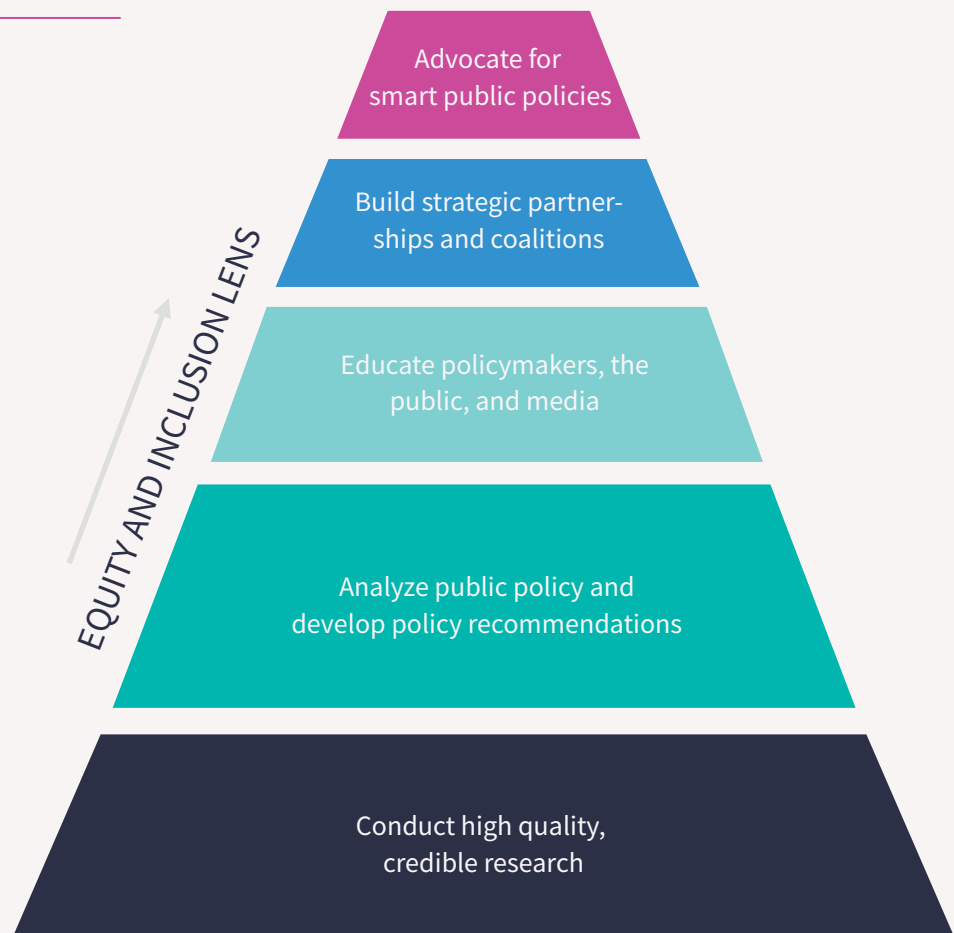 Advocate for
smart public policies
Build strategic partner-
ships and coalitions
EQUITY AND INCLUSION LENS
Educate policymakers, the
public, and media
Analyze public policy and
develop policy recommendations
Conduct high quality,
credible research